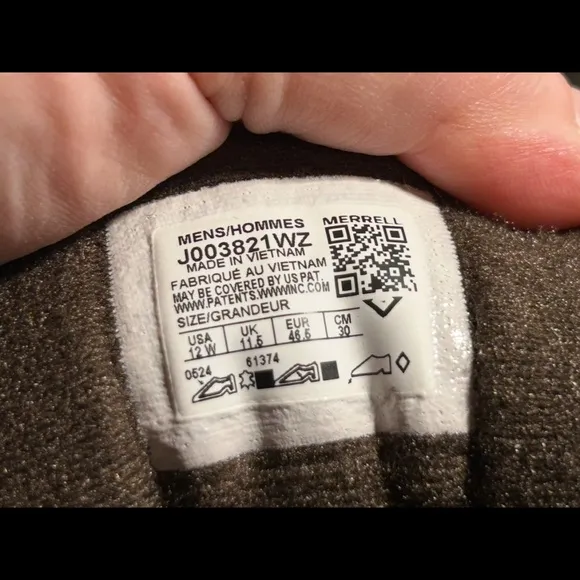 MENS/HOMMES
MERRELL
J003821WZ
MADE IN VIETNAM
FABRIQUÉ AU VIETNAM
MAY BE COVERED BY US PAT.
WWW.PATENTS.WWWINC.COM
SIZE/GRANDEUR
USA UK EUR CM
12 W 11.5 46.5 30
0524 61374